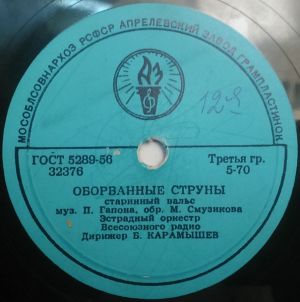 МОСОБЛСОВНАРХОЗ РСФСР АПРЕЛЕВСКИЙ ЗАВОД ГРАМПЛАСТИНОК
ГОСТ 5289-56 Третья гр.
32376 5-70
ОБОРВАННЫЕ СТРУНЫ
старинный вальс
муз. П. Гапона, обр. М. Смузикова
Эстрадный оркестр
Всесоюзного радио
Дирижер Б. КАРАМЫШЕВ